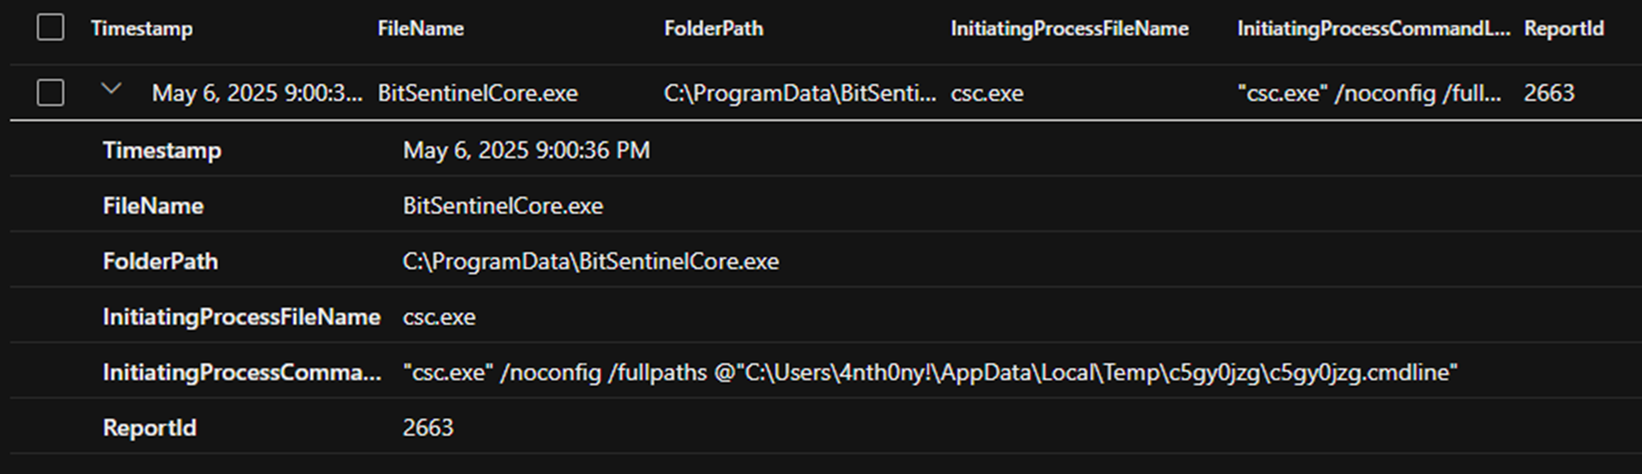 Timestamp FileName FolderPath InitiatingProcessFileName InitiatingProcessCommandL... ReportId
May 6, 2025 9:00:3... BitSentinelCore.exe C:\ProgramData\BitSenti... csc.exe "csc.exe" /noconfig /full... 2663
Timestamp May 6, 2025 9:00:36 PM
FileName BitSentinelCore.exe
FolderPath C:\ProgramData\BitSentinelCore.exe
InitiatingProcessFileName csc.exe
InitiatingProcessComma... "csc.exe" /noconfig /fullpaths @"C:\Users\4nth0ny!\AppData\Local\Temp\c5gy0jzg\c5gy0jzg.cmdline"
ReportId 2663